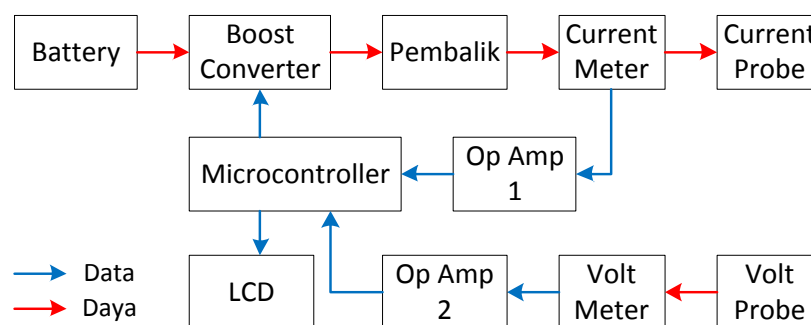 Battery
Boost
Converter
Pembalik
Current
Meter
Current
Probe
Microcontroller
Op Amp
1
LCD
Op Amp
2
Volt
Meter
Volt
Probe
Data
Daya